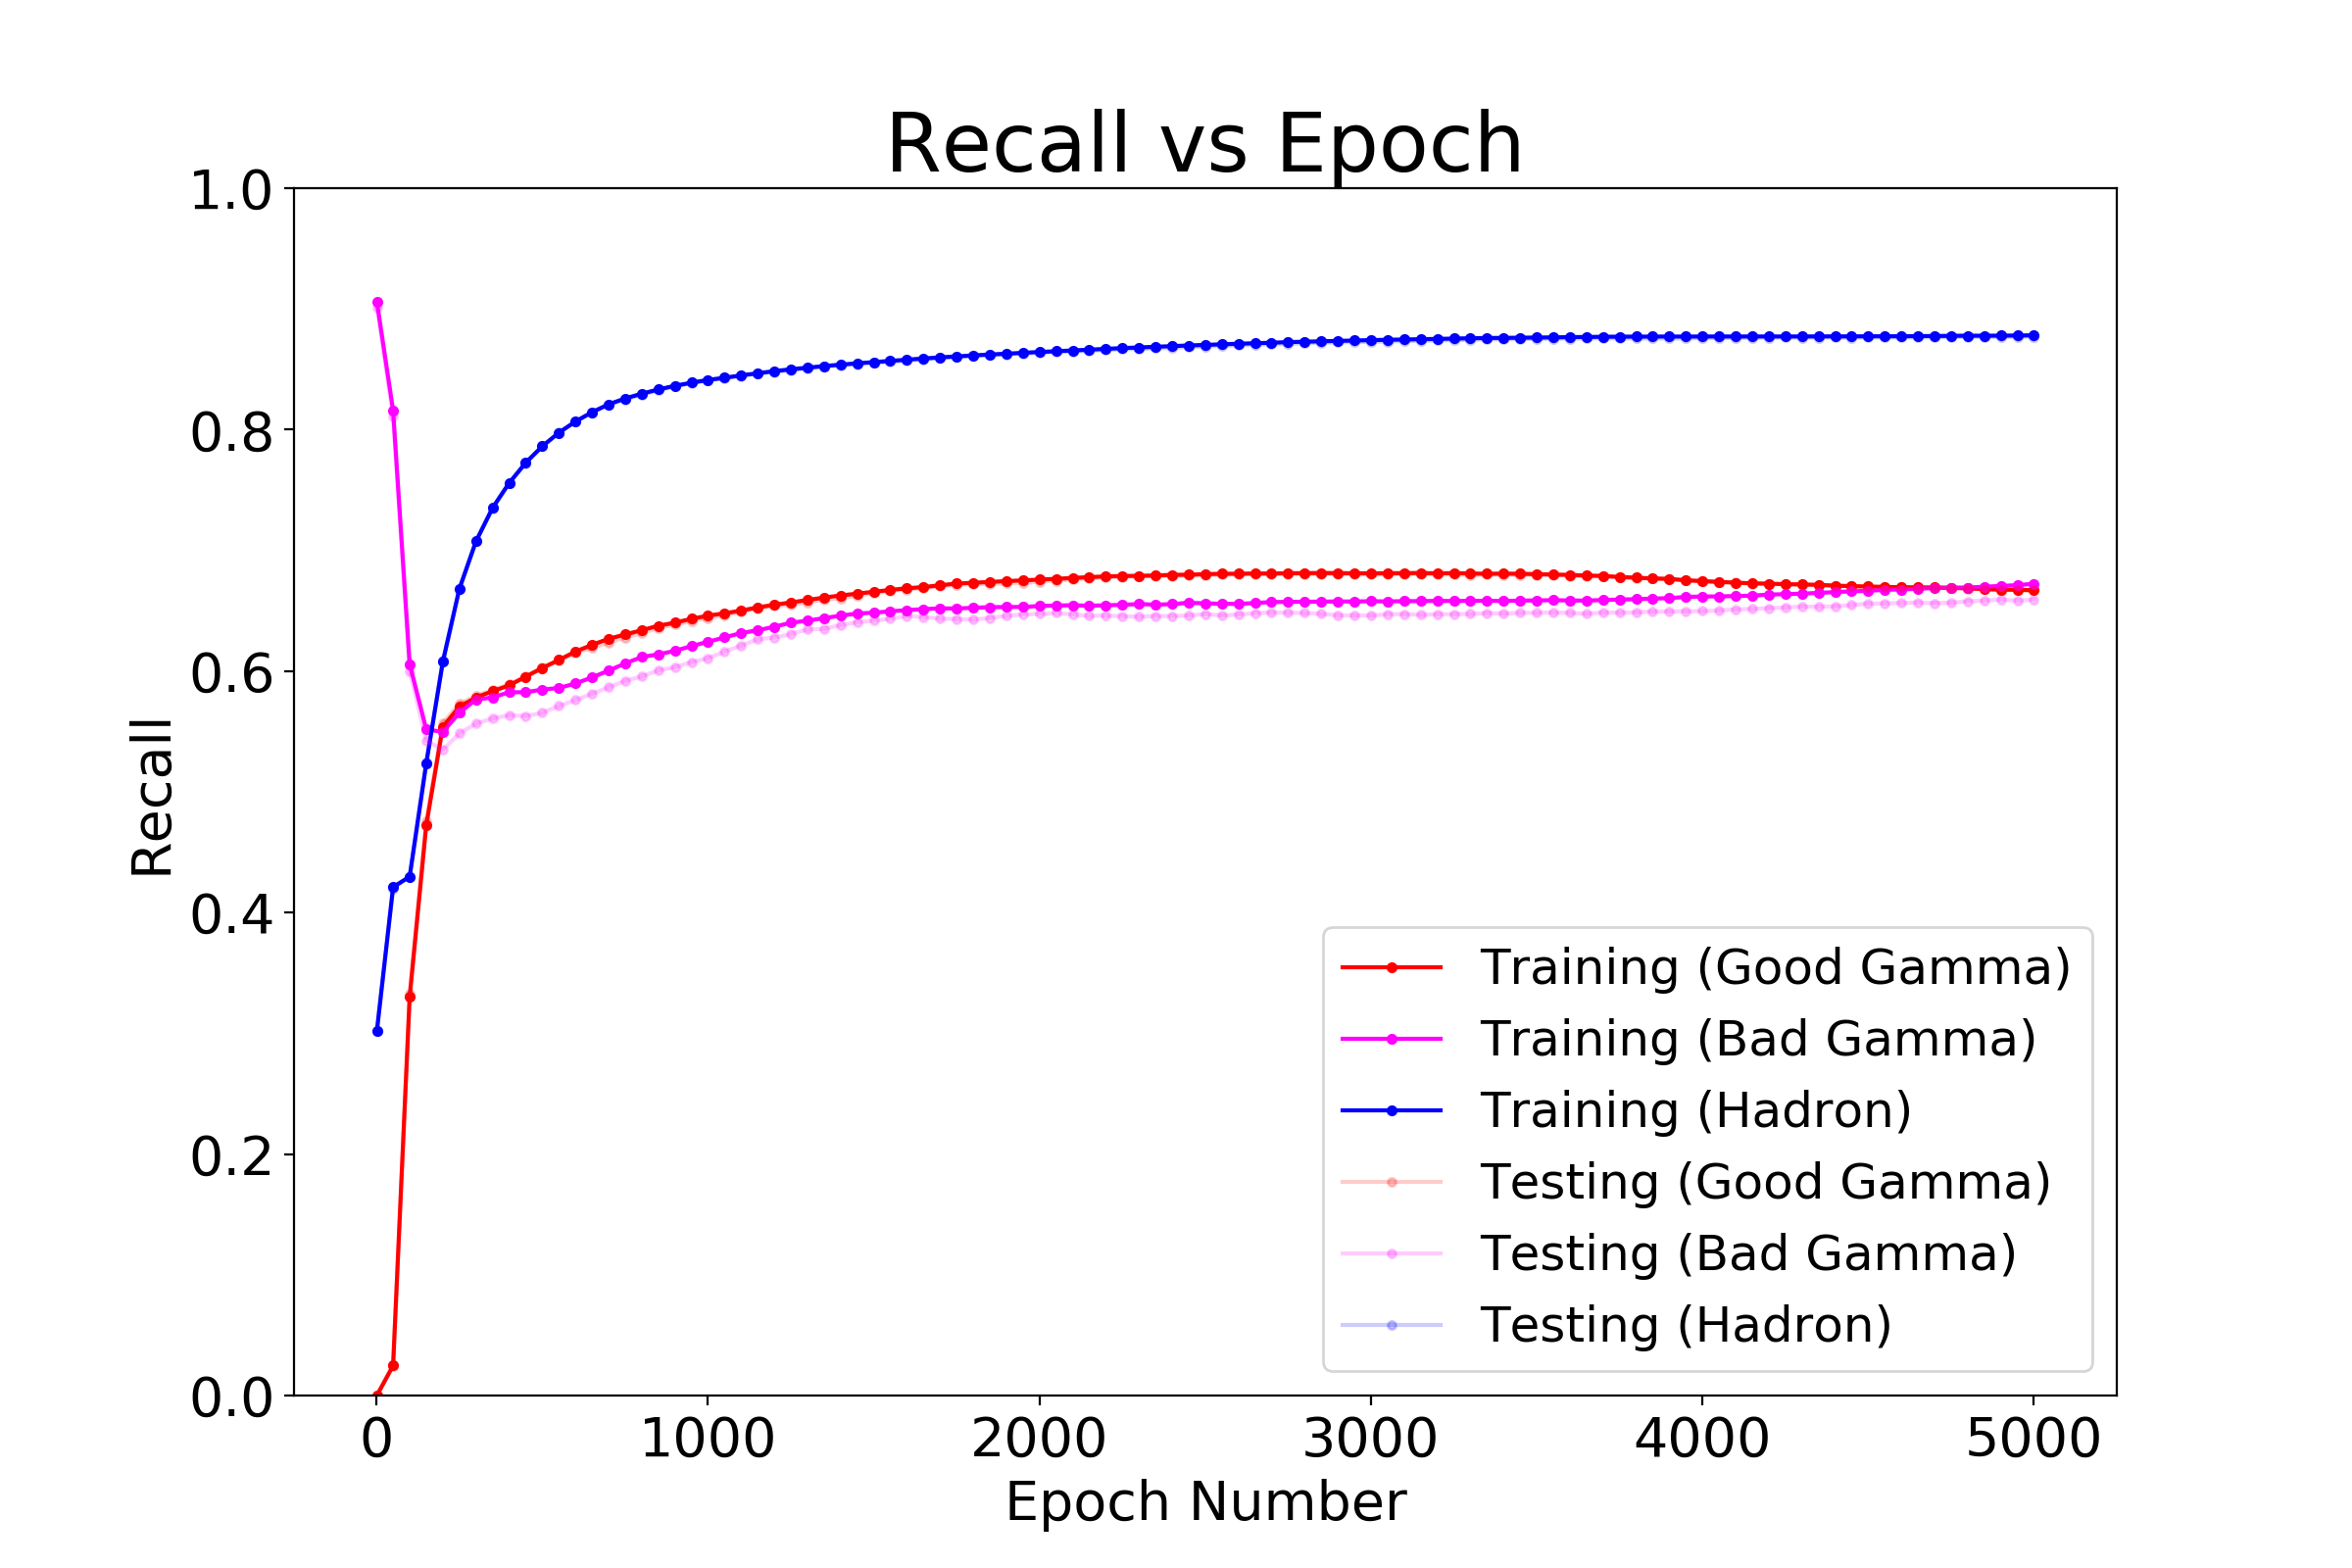 Recall vs Epoch
1.0
0.8
0.6
0.4
0.2
0.0
Recall
0 1000 2000 3000 4000 5000
Epoch Number
Training (Good Gamma)
Training (Bad Gamma)
Training (Hadron)
Testing (Good Gamma)
Testing (Bad Gamma)
Testing (Hadron)